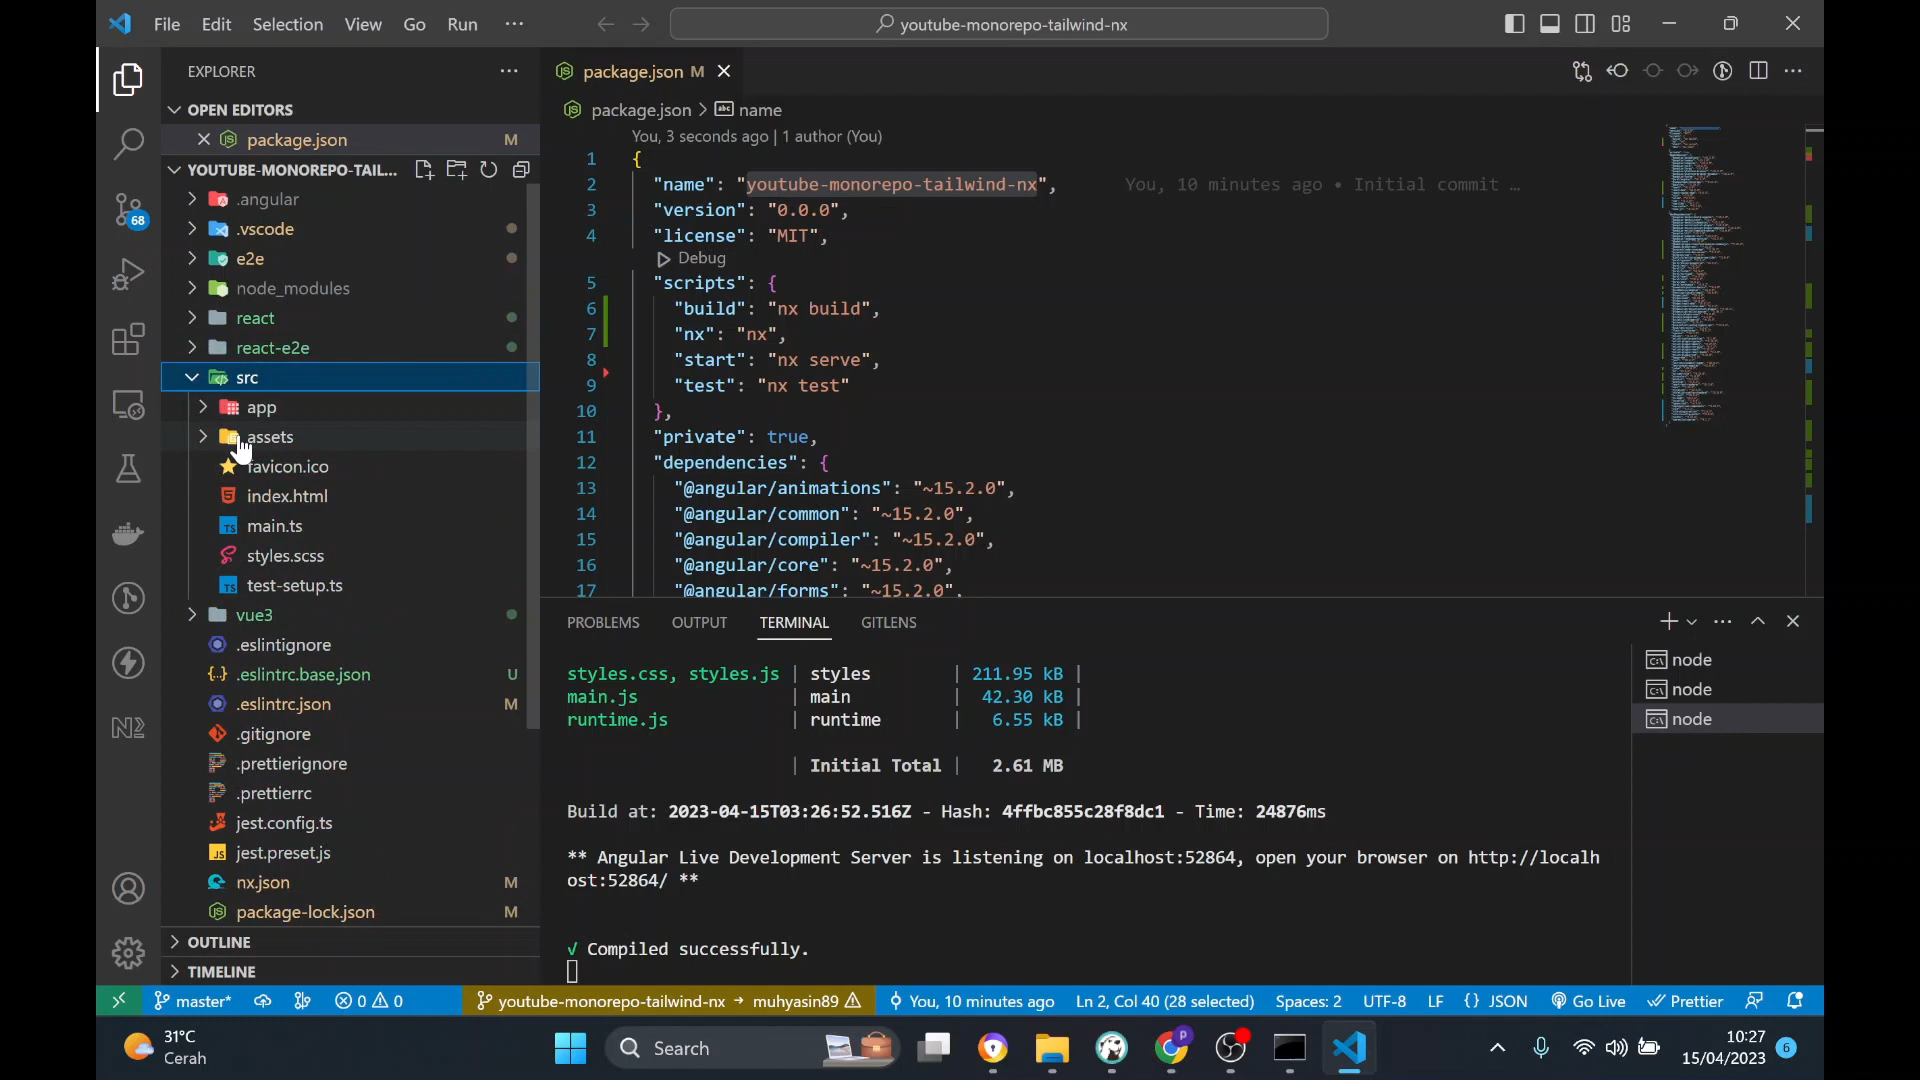 File Edit Selection View Go Run ···
youtube-monorepo-tailwind-nx
EXPLORER
OPEN EDITORS
package.json M
YOUTUBE-MONOREPO-TAIL...
.angular
.vscode
e2e
node_modules
react
react-e2e
src
app
assets
favicon.ico
index.html
main.ts
styles.scss
test-setup.ts
vue3
.eslintignore
.eslintrc.base.json U
.eslintrc.json M
.gitignore
.prettierignore
.prettierrc
jest.config.ts
jest.preset.js
nx.json M
package-lock.json M
OUTLINE
TIMELINE
68
package.json M
package.json > name
You, 3 seconds ago | 1 author (You)
1 {
2 "name": "youtube-monorepo-tailwind-nx", You, 10 minutes ago • Initial commit …
3 "version": "0.0.0",
4 "license": "MIT",
Debug
5 "scripts": {
6 "build": "nx build",
7 "nx": "nx",
8 "start": "nx serve",
9 "test": "nx test"
10 },
11 "private": true,
12 "dependencies": {
13 "@angular/animations": "~15.2.0",
14 "@angular/common": "~15.2.0",
15 "@angular/compiler": "~15.2.0",
16 "@angular/core": "~15.2.0",
17 "@angular/forms": "~15.2.0",
PROBLEMS OUTPUT TERMINAL GITLENS
styles.css, styles.js | styles | 211.95 kB |
main.js | main | 42.30 kB |
runtime.js | runtime | 6.55 kB |
| Initial Total | 2.61 MB
Build at: 2023-04-15T03:26:52.516Z - Hash: 4ffbc855c28f8dc1 - Time: 24876ms
** Angular Live Development Server is listening on localhost:52864, open your browser on http://localh
ost:52864/ **
√ Compiled successfully.
node
node
node
master* 0 0 youtube-monorepo-tailwind-nx → muhyasin89 You, 10 minutes ago Ln 2, Col 40 (28 selected) Spaces: 2 UTF-8 LF {} JSON Go Live Prettier
31°C
Cerah
Search
10:27
15/04/2023
6